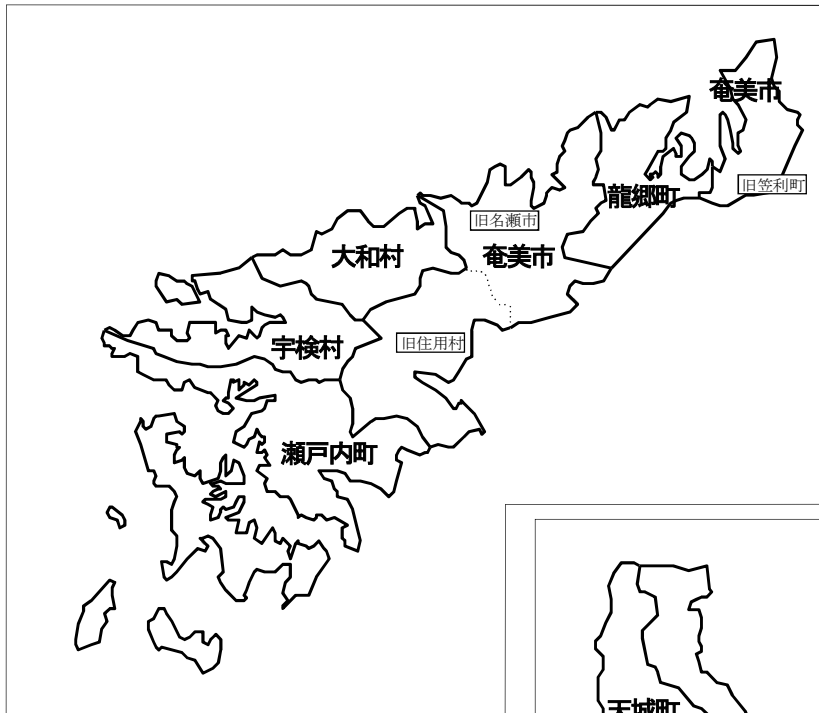 奄美市
旧笠利町
龍郷町
旧名瀬市
奄美市
大和村
旧住用村
宇検村
瀬戸内町
天城町